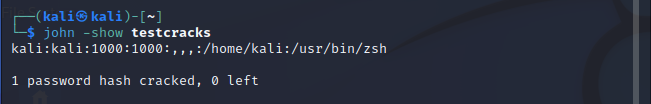 ┌──(kali㉿kali)-[~]
└─$ john -show testcracks
kali:kali:1000:1000:,,,:/home/kali:/usr/bin/zsh
1 password hash cracked, 0 left